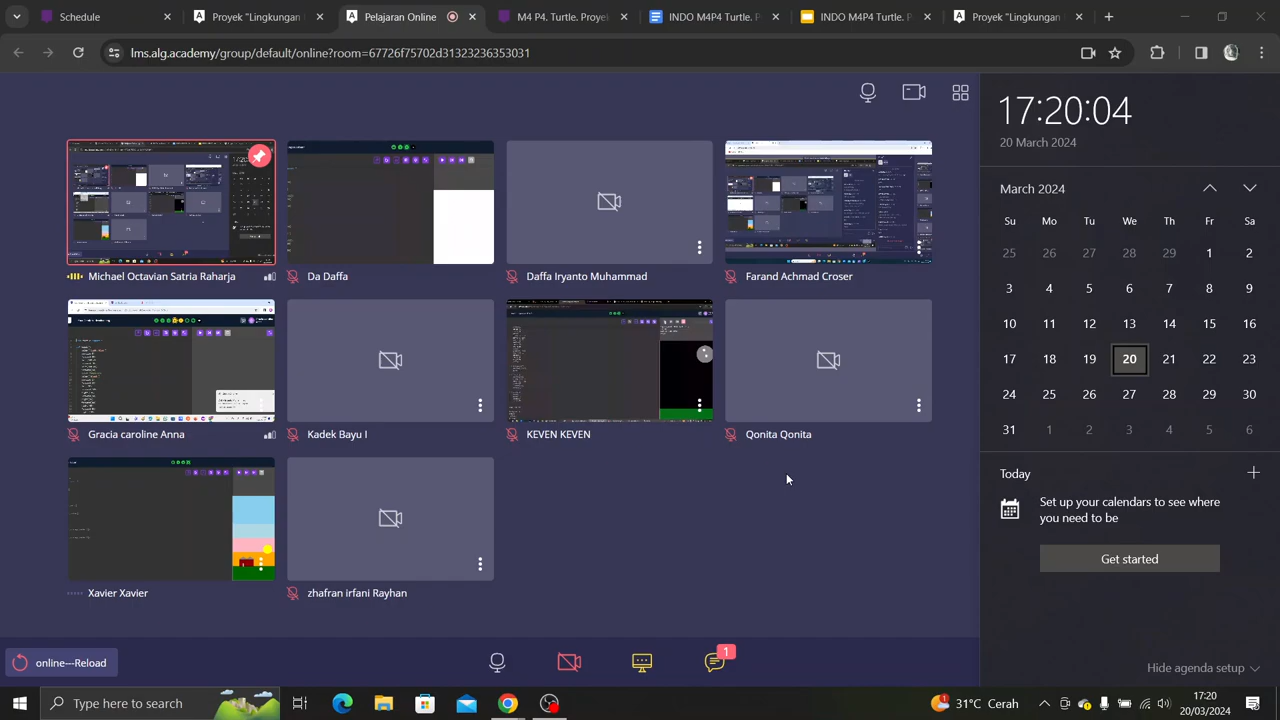 Schedule
Proyek "Lingkungan
Pelajaran Online
M4 P4. Turtle. Proye
INDO M4P4 Turtle. P
INDO M4P4 Turtle. P
Proyek "Lingkungan
lms.alg.academy/group/default/online?room=67726f75702d31323236353031
Michael Octavian Satria Raharja
Da Daffa
Daffa Iryanto Muhammad
Farand Achmad Croser
Gracia caroline Anna
Kadek Bayu I
KEVEN KEVEN
Qonita Qonita
Xavier Xavier
zhafran irfani Rayhan
online---Reload
1
17:20:04
20 March 2024
March 2024
Su Mo Tu We Th Fr Sa
25 26 27 28 29 1 2
3 4 5 6 7 8 9
10 11 12 13 14 15 16
17 18 19 20 21 22 23
24 25 26 27 28 29 30
31 1 2 3 4 5 6
Today
Set up your calendars to see where
you need to be
Get started
Hide agenda setup
Type here to search
31°C Cerah
17:20
20/03/2024